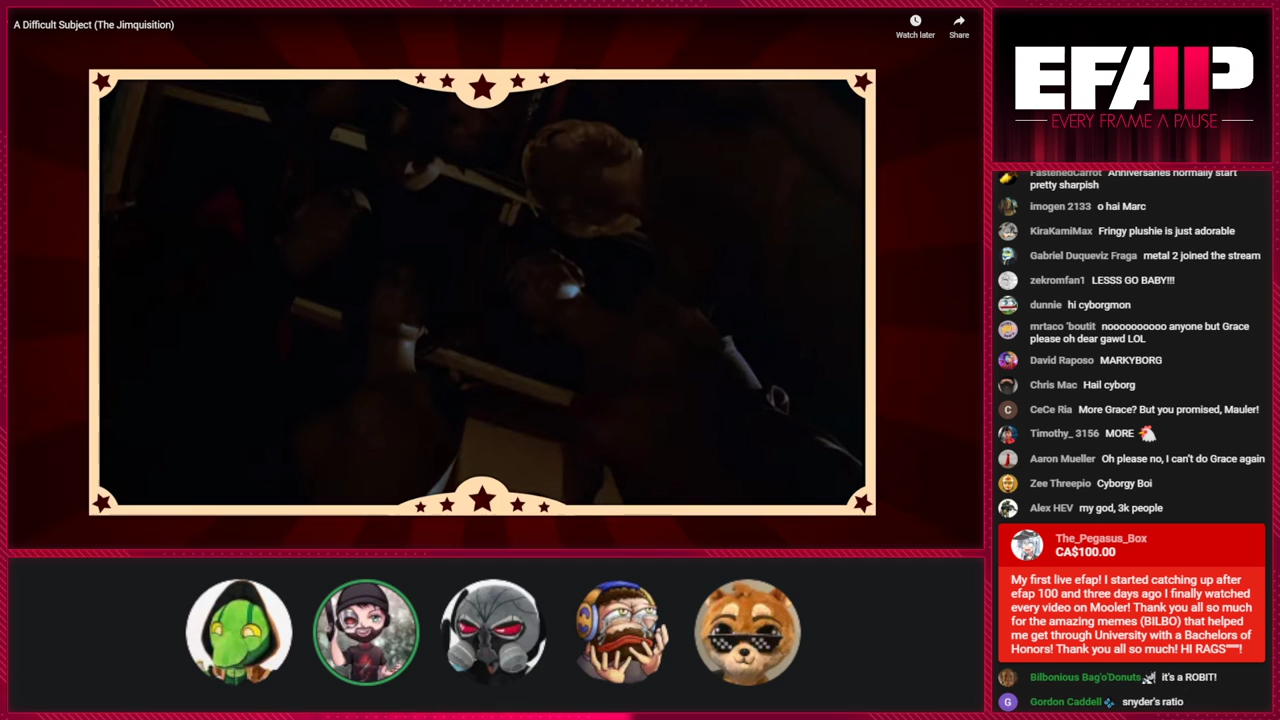 A Difficult Subject (The Jimquisition)
Watch later
Share
EFAP
EVERY FRAME A PAUSE
FastenedCarrot Anniversaries normally start
pretty sharpish
imogen 2133 o hai Marc
KiraKamiMax Fringy plushie is just adorable
Gabriel Duqueviz Fraga metal 2 joined the stream
zekromfan1 LESSS GO BABY!!!
dunnie hi cyborgmon
mrtaco 'boutit noooooooooo anyone but Grace
please oh dear gawd LOL
David Raposo MARKYBORG
Chris Mac Hail cyborg
C
CeCe Ria More Grace? But you promised, Mauler!
Timothy_ 3156 MORE
Aaron Mueller Oh please no, I can't do Grace again
Zee Threepio Cyborgy Boi
Alex HEV my god, 3k people
The_Pegasus_Box
CA$100.00
My first live efap! I started catching up after
efap 100 and three days ago I finally watched
every video on Mooler! Thank you all so much
for the amazing memes (BILBO) that helped
me get through University with a Bachelors of
Honors! Thank you all so much! HI RAGS
Bilbonious Bag'o'Donuts it's a ROBIT!
G
Gordon Caddell snyder's ratio